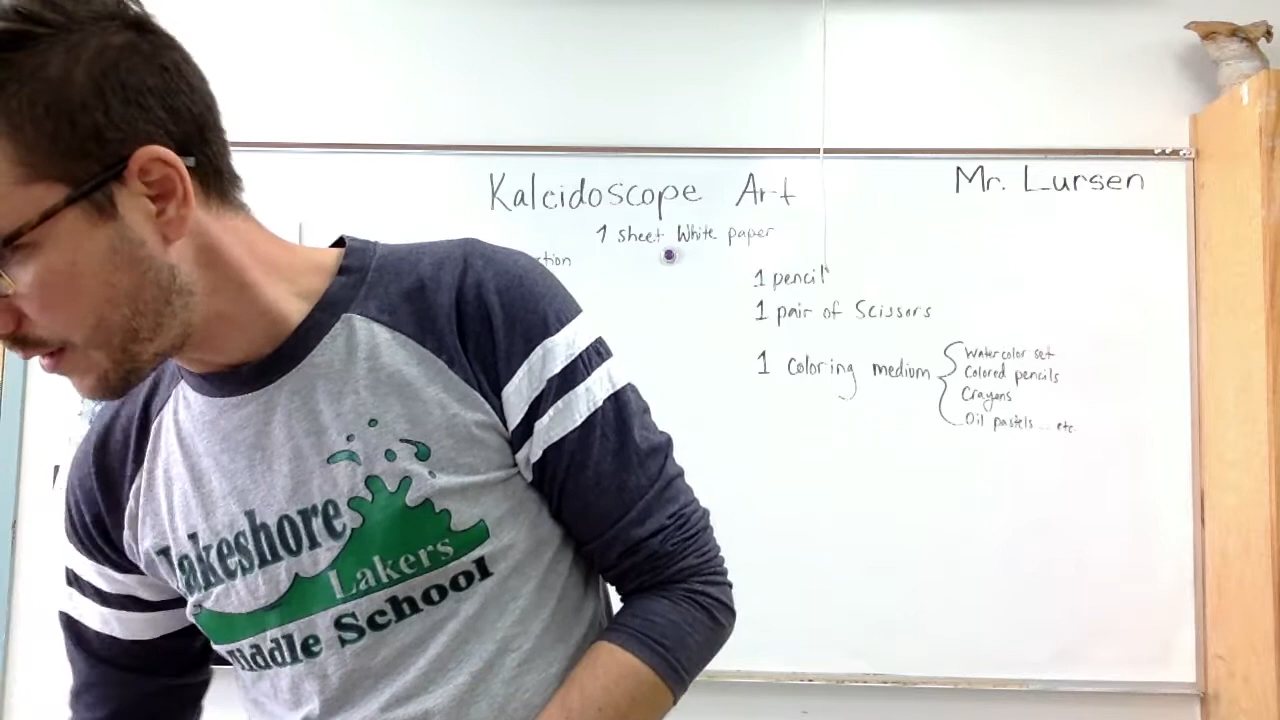 Kaleidoscope Art
Mr. Lursen
1 sheet White paper
1 pencil
1 pair of Scissors
1 Coloring medium
Watercolor set
Colored pencils
Crayons
Oil pastels ... etc.
Lakeshore
Lakers
School